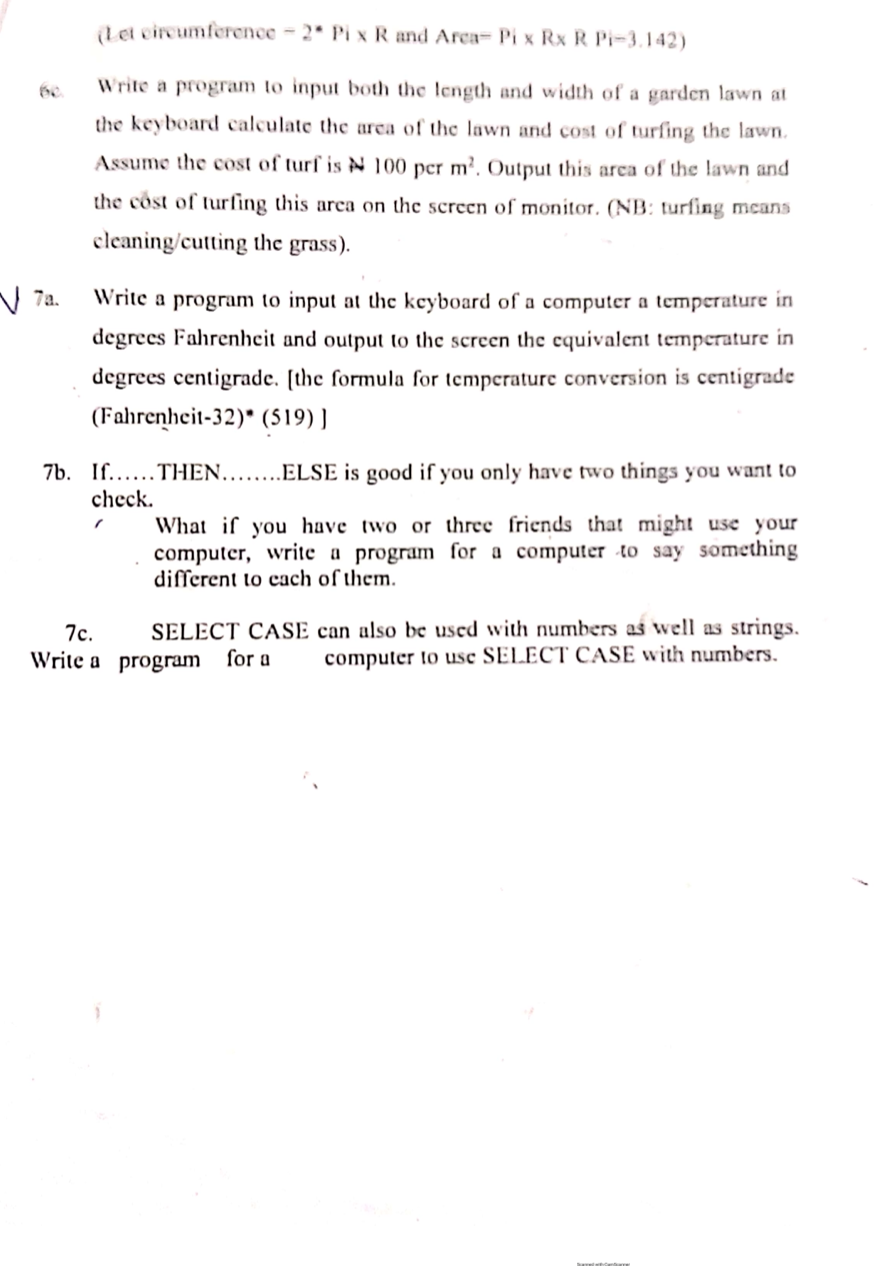 (Let circumference = 2* Pi x R and Area= Pi x Rx R Pi=3.142)
6c. Write a program to input both the length and width of a garden lawn at
the keyboard calculate the area of the lawn and cost of turfing the lawn.
Assume the cost of turf is ₦ 100 per m². Output this area of the lawn and
the cost of turfing this area on the screen of monitor. (NB: turfing means
cleaning/cutting the grass).
7a. Write a program to input at the keyboard of a computer a temperature in
degrees Fahrenheit and output to the screen the equivalent temperature in
degrees centigrade. [the formula for temperature conversion is centigrade
(Fahrenheit-32)* (519) ]
7b. If......THEN........ELSE is good if you only have two things you want to
check.
What if you have two or three friends that might use your
computer, write a program for a computer to say something
different to each of them.
7c. SELECT CASE can also be used with numbers as well as strings.
Write a program for a computer to use SELECT CASE with numbers.
Scanned with CamScanner